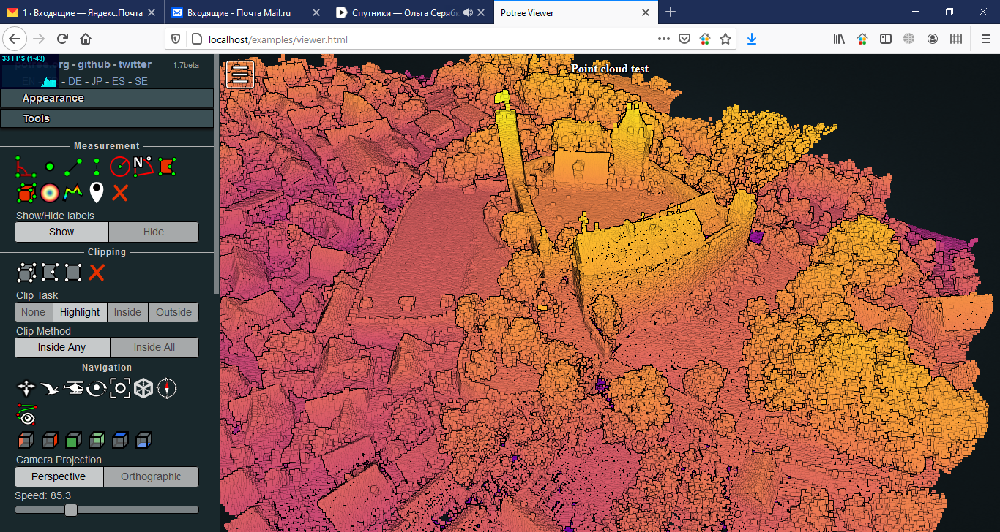 1 · Входящие — Яндекс.Почта
Входящие - Почта Mail.ru
Спутники — Ольга Серябк
Potree Viewer
localhost/examples/viewer.html
33 FPS (1-43)
potree.org - github - twitter
1.7beta
EN - - DE - JP - ES - SE
Point cloud test
Appearance
Tools
Measurement
N°
Show/Hide labels
Show Hide
Clipping
Clip Task
None Highlight Inside Outside
Clip Method
Inside Any Inside All
Navigation
N
Camera Projection
Perspective Orthographic
Speed: 85.3